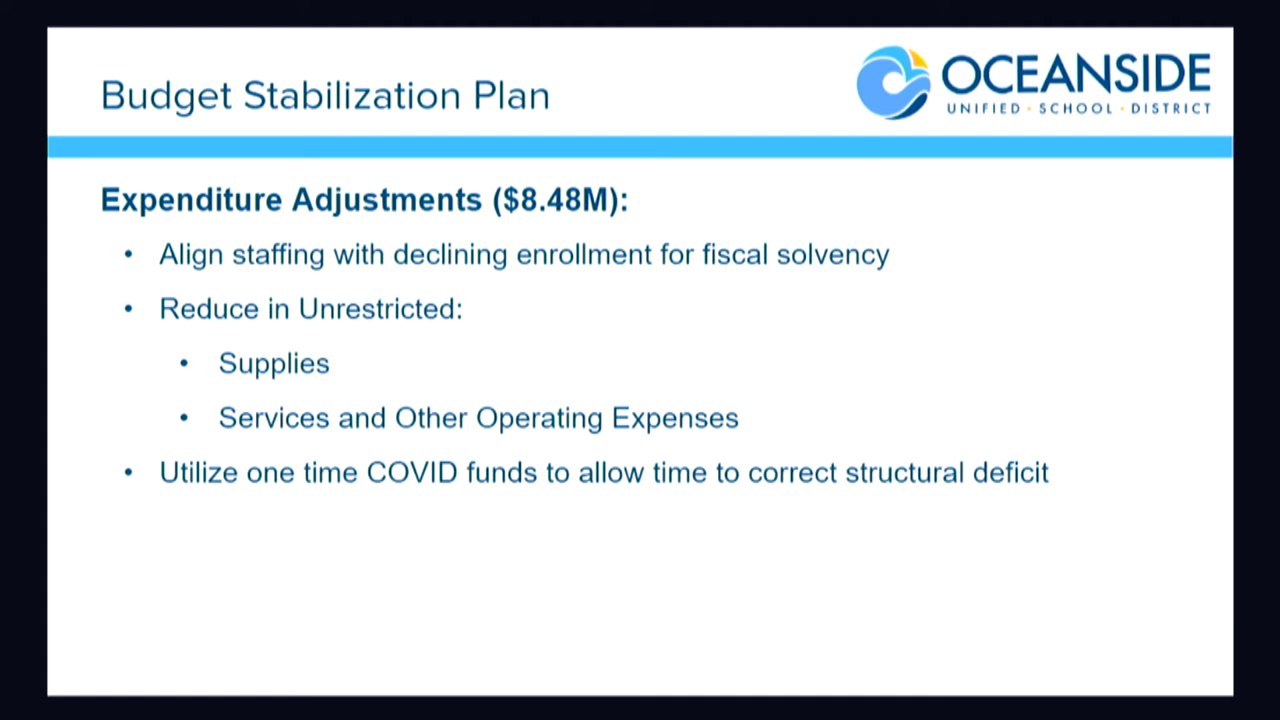 Budget Stabilization Plan
OCEANSIDE
UNIFIED · SCHOOL · DISTRICT
Expenditure Adjustments ($8.48M):
• Align staffing with declining enrollment for fiscal solvency
• Reduce in Unrestricted:
• Supplies
• Services and Other Operating Expenses
• Utilize one time COVID funds to allow time to correct structural deficit